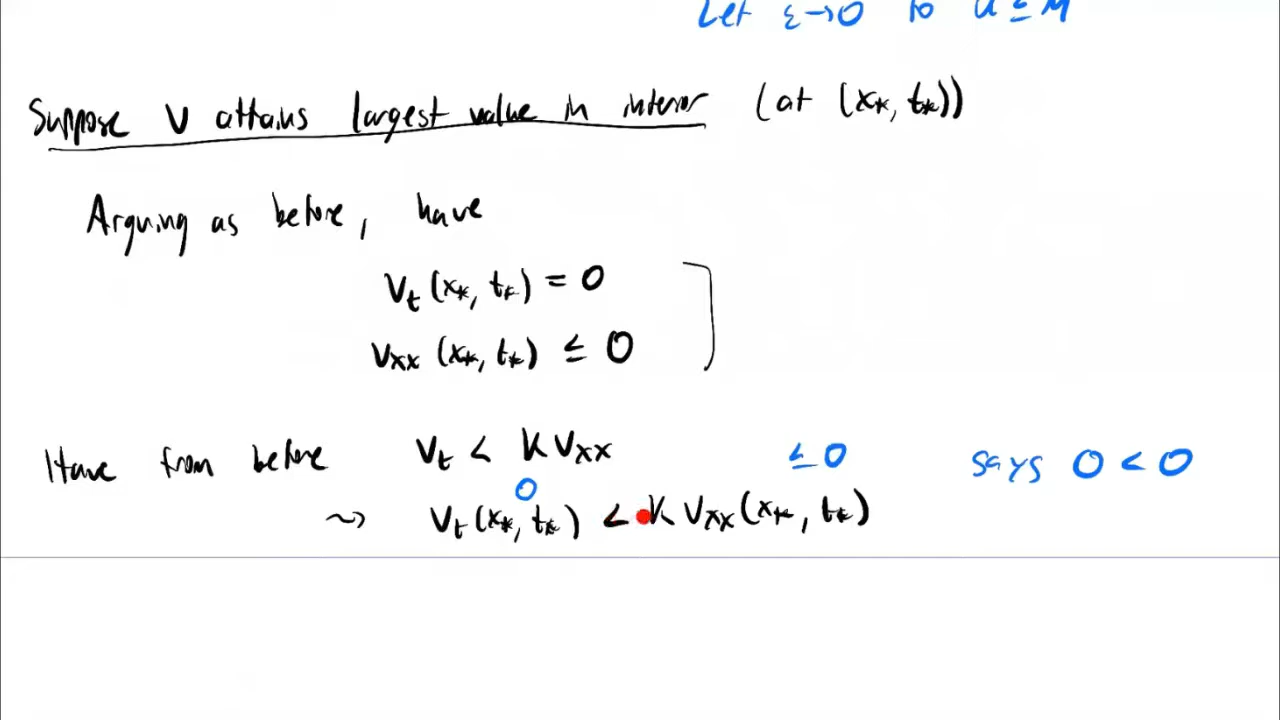 Let ε→0 to u ≤ M
Suppose v attains largest value in interior (at (x*, t*))
Arguing as before, have
vt (x*, t*) = 0
vxx (x*, t*) ≤ 0
Have from before vt < k vxx ≤ 0 says 0 < 0
0
⇝ vt (x*, t*) < k vxx (x*, t*)